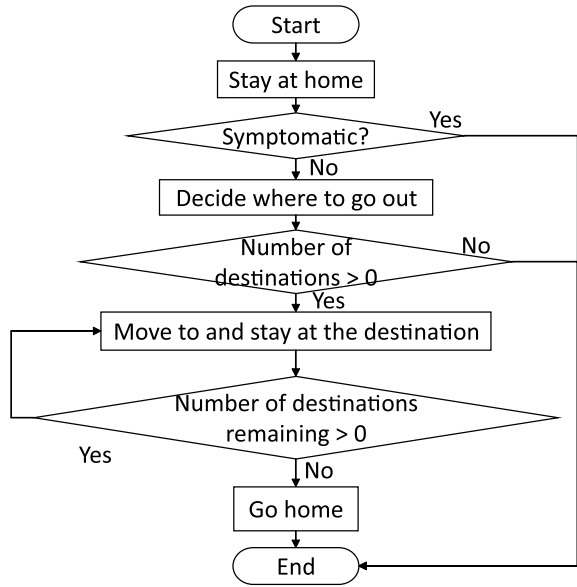 Start
Stay at home
Symptomatic?
Yes
No
Decide where to go out
Number of
destinations > 0
No
Yes
Move to and stay at the destination
Number of destinations
remaining > 0
Yes
No
Go home
End